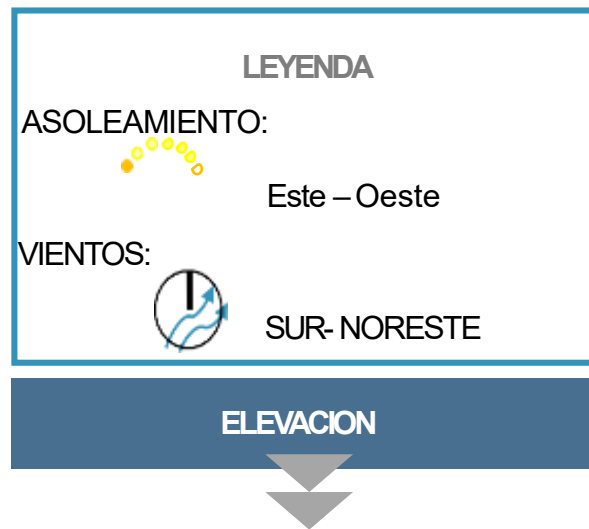 LEYENDA
ASOLEAMIENTO:
Este – Oeste
VIENTOS:
SUR- NORESTE
ELEVACION